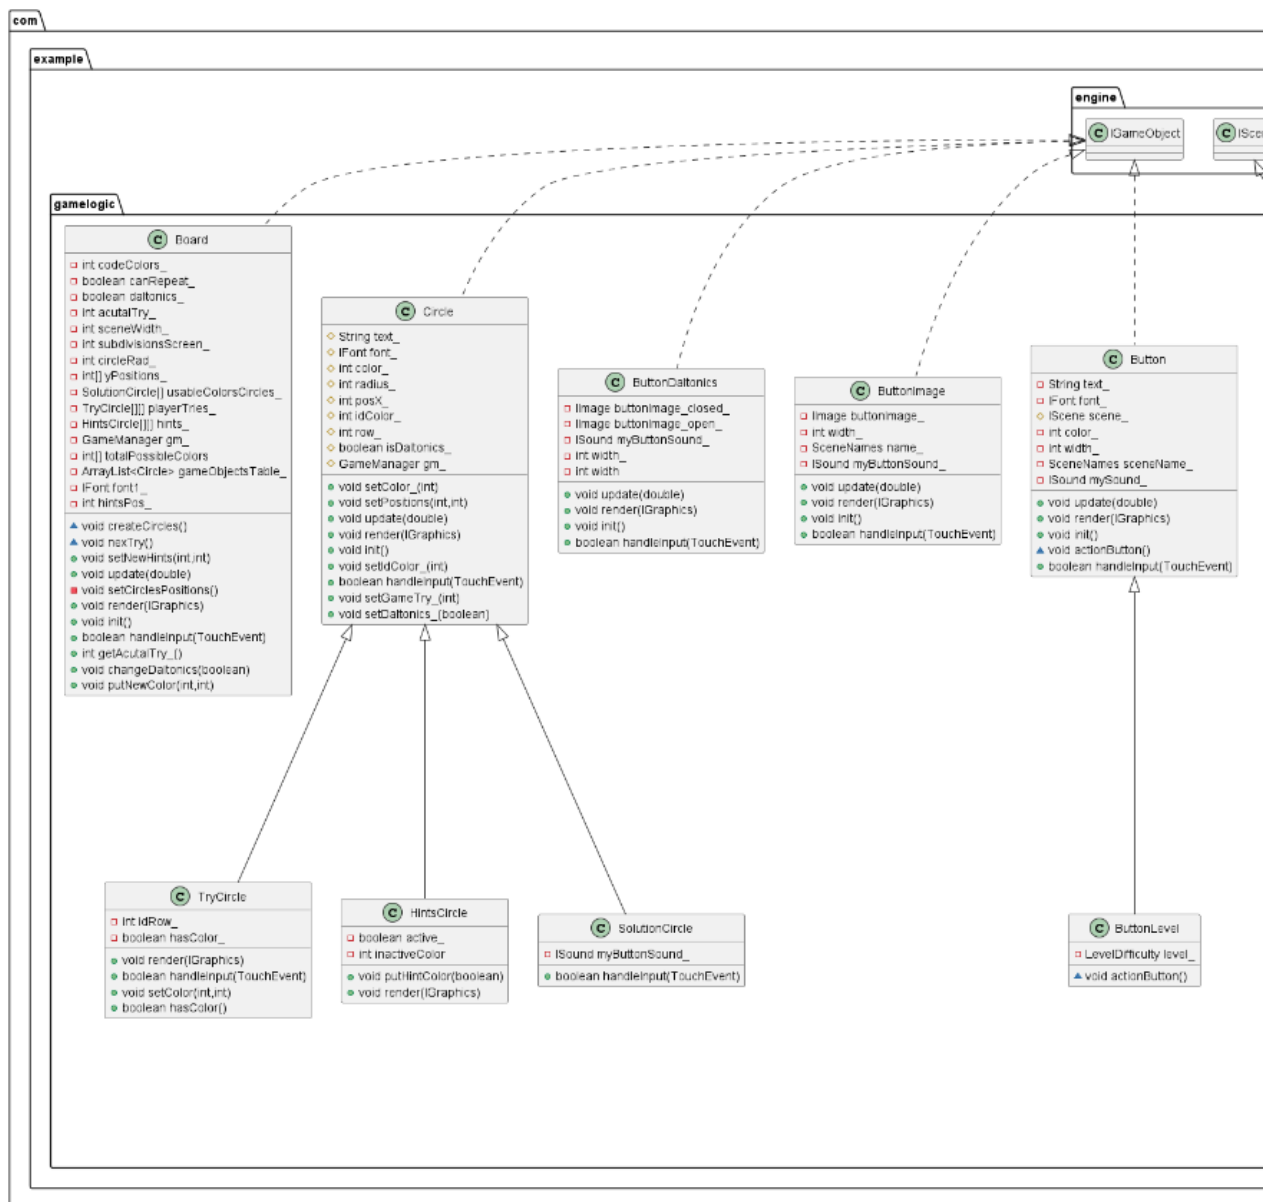 com
example
engine
IGameObject
IScen
gamelogic
Board
int codeColors_
boolean canRepeat_
boolean daltonics_
int acutalTry_
int sceneWidth_
int subdivisionsScreen_
int circleRad_
int[] yPositions_
SolutionCircle[] usableColorsCircles_
TryCircle[][] playerTries_
HintsCircle[][] hints_
GameManager gm_
int[] totalPossibleColors
ArrayList<Circle> gameObjectsTable_
IFont font1_
int hintsPos_
void createCircles()
void nexTry()
void setNewHints(int,int)
void update(double)
void setCirclesPositions()
void render(IGraphics)
void init()
boolean handleInput(TouchEvent)
int getAcutalTry_()
void changeDaltonics(boolean)
void putNewColor(int,int)
Circle
String text_
IFont font_
int color_
int radius_
int posX_
int idColor_
int row_
boolean isDaltonics_
GameManager gm_
void setColor_(int)
void setPositions(int,int)
void update(double)
void render(IGraphics)
void init()
void setIdColor_(int)
boolean handleInput(TouchEvent)
void setGameTry_(int)
void setDaltonics_(boolean)
ButtonDaltonics
IImage buttonImage_closed_
IImage buttonImage_open_
ISound myButtonSound_
int width_
int width
void update(double)
void render(IGraphics)
void init()
boolean handleInput(TouchEvent)
ButtonImage
IImage buttonImage_
int width_
SceneNames name_
ISound myButtonSound_
void update(double)
void render(IGraphics)
void init()
boolean handleInput(TouchEvent)
Button
String text_
IFont font_
IScene scene_
int color_
int width_
SceneNames sceneName_
ISound mySound_
void update(double)
void render(IGraphics)
void init()
void actionButton()
boolean handleInput(TouchEvent)
TryCircle
int idRow_
boolean hasColor_
void render(IGraphics)
boolean handleInput(TouchEvent)
void setColor(int,int)
boolean hasColor()
HintsCircle
boolean active_
int inactiveColor
void putHintColor(boolean)
void render(IGraphics)
SolutionCircle
ISound myButtonSound_
boolean handleInput(TouchEvent)
ButtonLevel
LevelDifficulty level_
void actionButton()